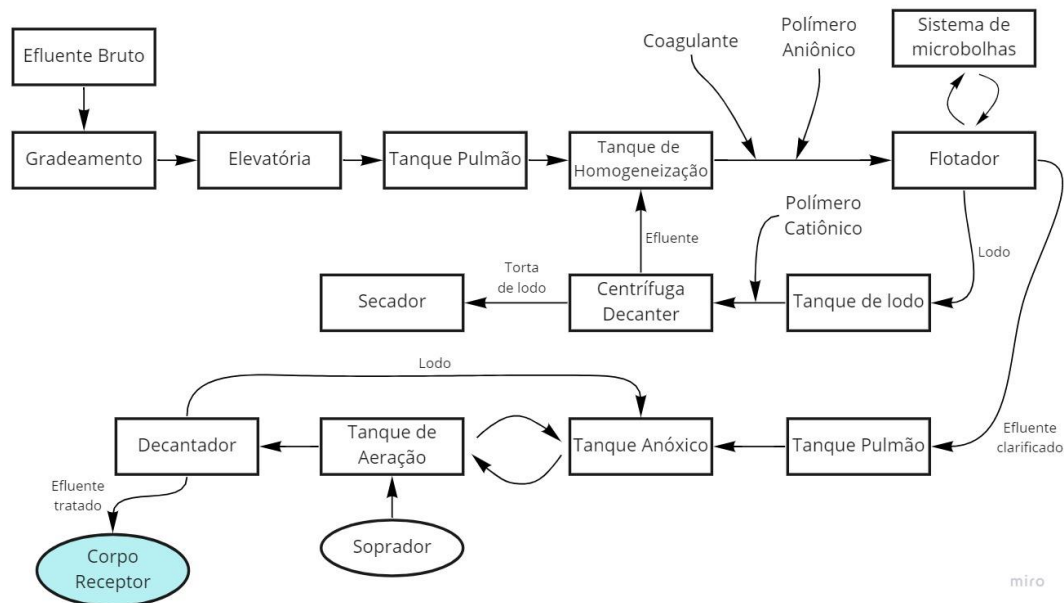 Efluente Bruto
Coagulante
Polímero
Aniônico
Sistema de
microbolhas
Gradeamento
Elevatória
Tanque Pulmão
Tanque de
Homogeneização
Flotador
Polímero
Catiônico
Efluente
Lodo
Torta
de lodo
Secador
Centrífuga
Decanter
Tanque de lodo
Lodo
Decantador
Tanque de
Aeração
Tanque Anóxico
Tanque Pulmão
Efluente
clarificado
Efluente
tratado
Soprador
Corpo
Receptor
miro